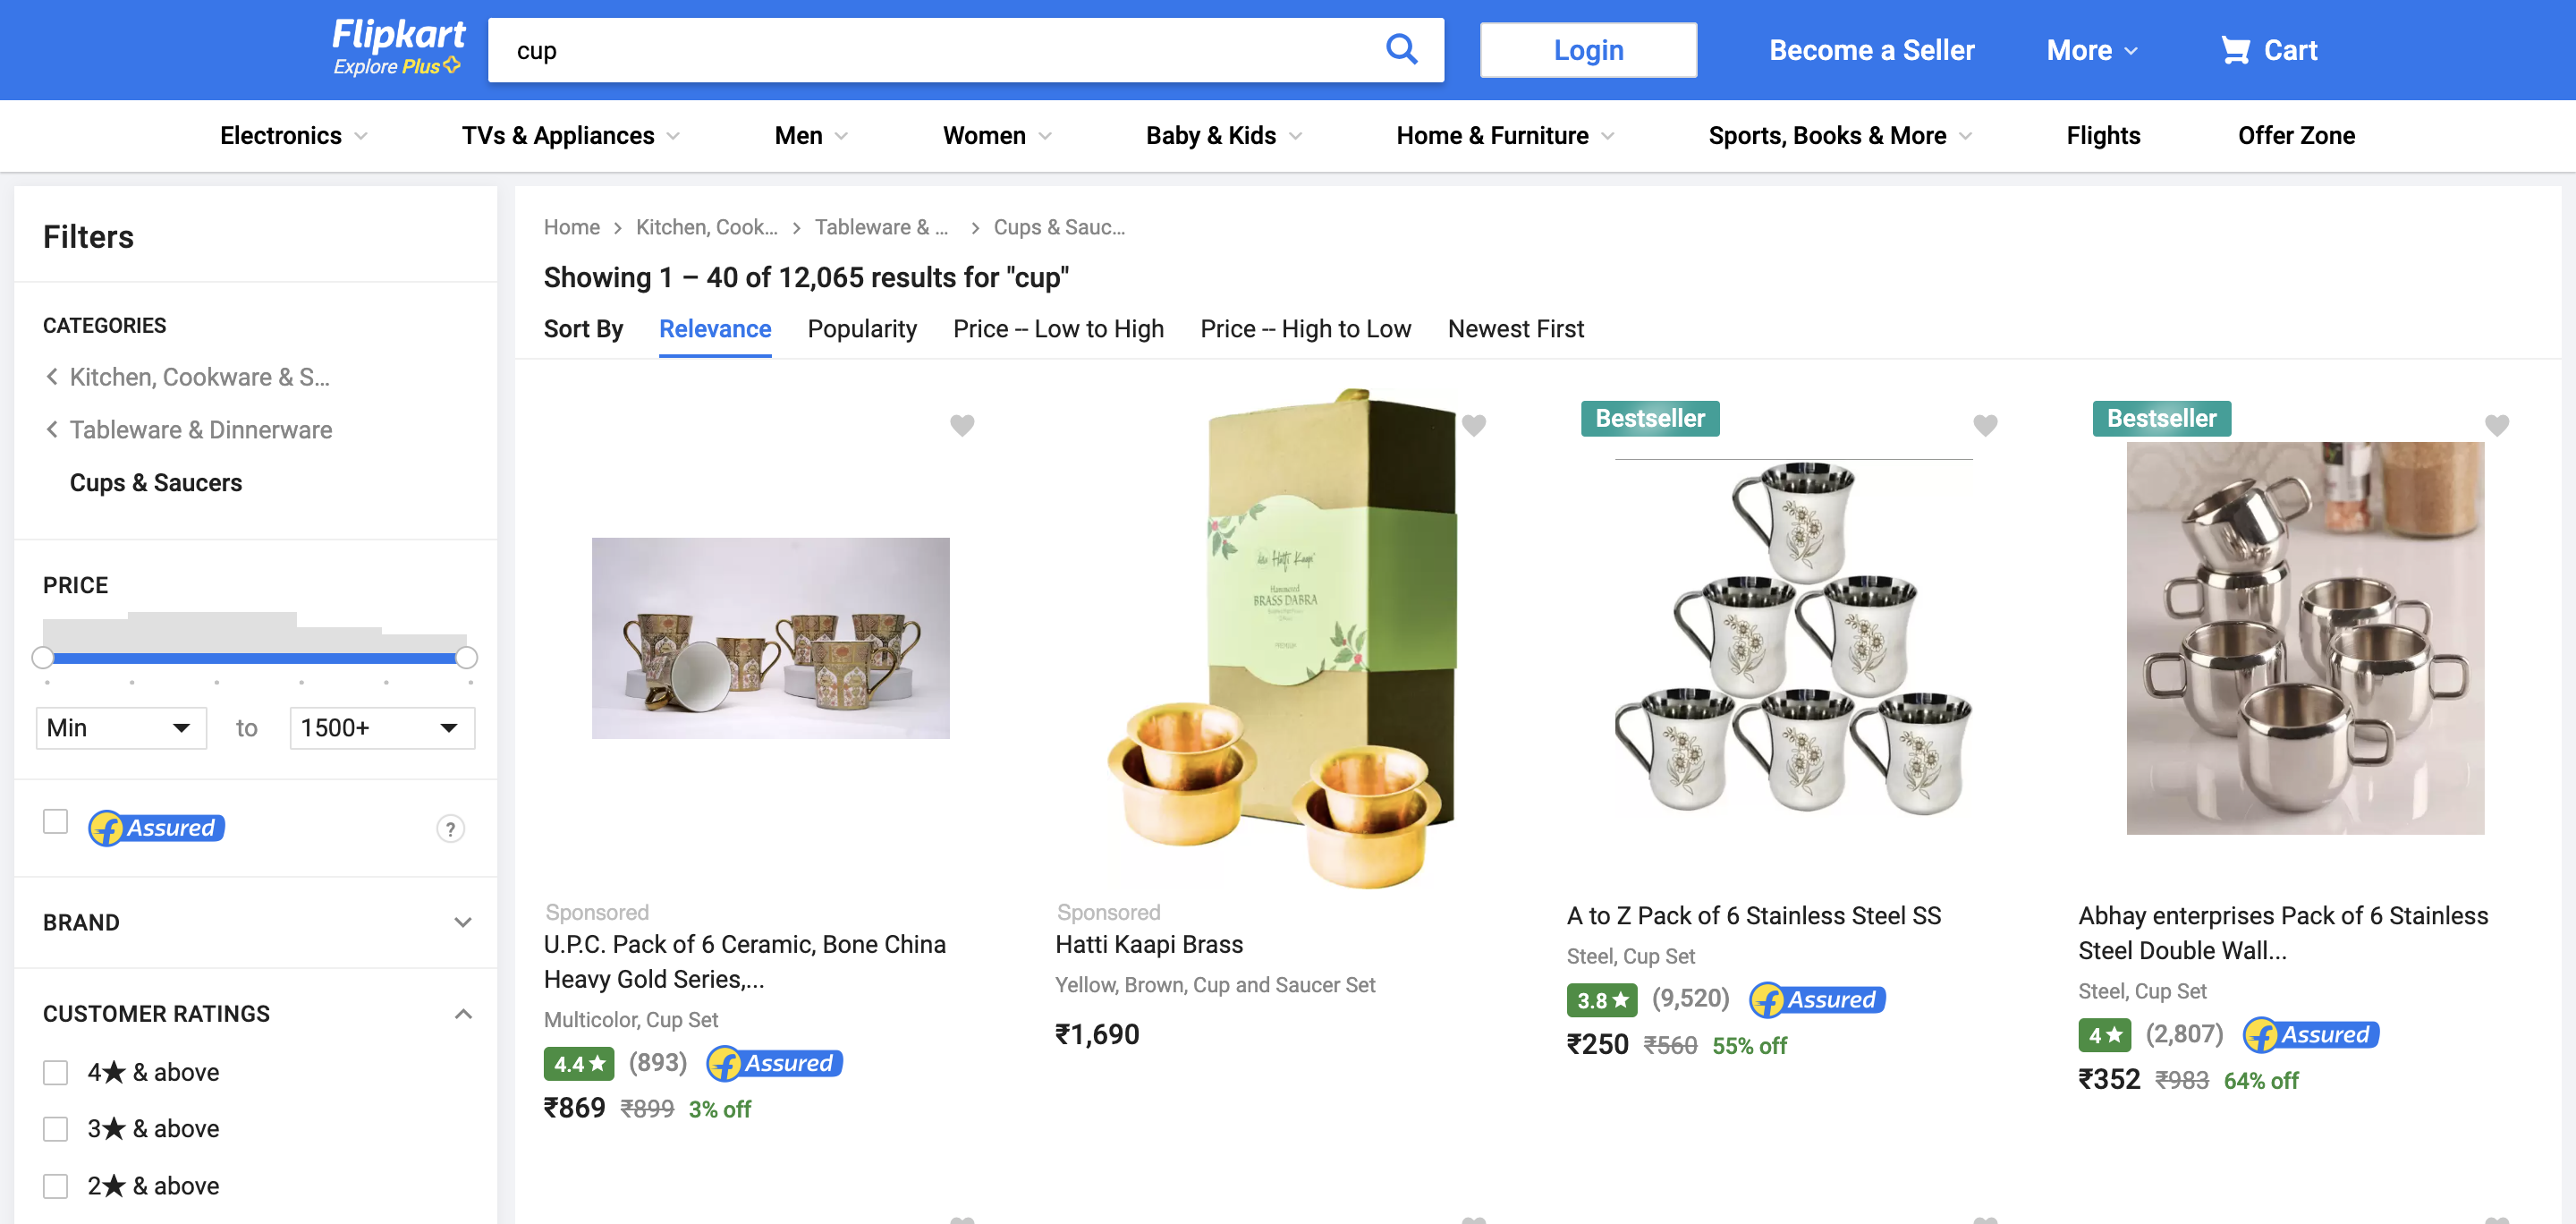 Flipkart
Explore Plus
cup
Login
Become a Seller
More
Cart
Electronics
TVs & Appliances
Men
Women
Baby & Kids
Home & Furniture
Sports, Books & More
Flights
Offer Zone
Filters
CATEGORIES
Kitchen, Cookware & S...
Tableware & Dinnerware
Cups & Saucers
PRICE
Min
to
1500+
Assured
?
BRAND
CUSTOMER RATINGS
4★ & above
3★ & above
2★ & above
Home > Kitchen, Cook... > Tableware & ... > Cups & Sauc...
Showing 1 – 40 of 12,065 results for "cup"
Sort By Relevance Popularity Price -- Low to High Price -- High to Low Newest First
Hatti Kaapi
Hammered
BRASS DABRA
PREMIUM
Sponsored
U.P.C. Pack of 6 Ceramic, Bone China
Heavy Gold Series,...
Multicolor, Cup Set
4.4★ (893) Assured
₹869 ₹899 3% off
Sponsored
Hatti Kaapi Brass
Yellow, Brown, Cup and Saucer Set
₹1,690
Bestseller
A to Z Pack of 6 Stainless Steel SS
Steel, Cup Set
3.8★ (9,520) Assured
₹250 ₹560 55% off
Bestseller
Abhay enterprises Pack of 6 Stainless
Steel Double Wall...
Steel, Cup Set
4★ (2,807) Assured
₹352 ₹983 64% off